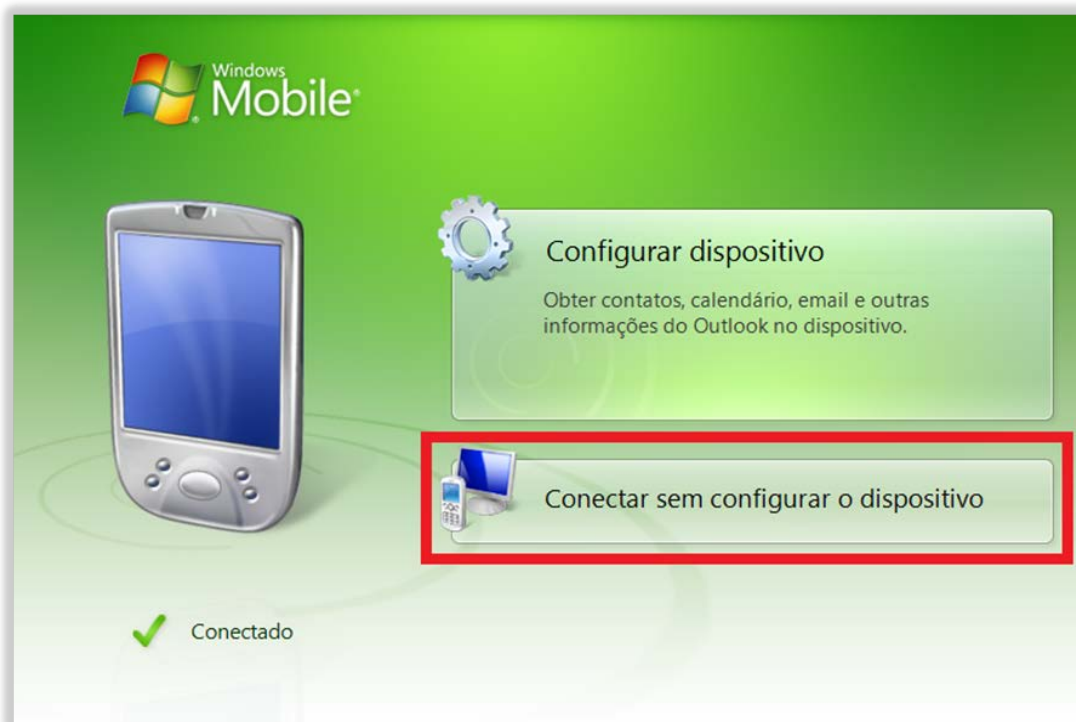 Windows
Mobile®
Configurar dispositivo
Obter contatos, calendário, email e outras
informações do Outlook no dispositivo.
Conectar sem configurar o dispositivo
Conectado